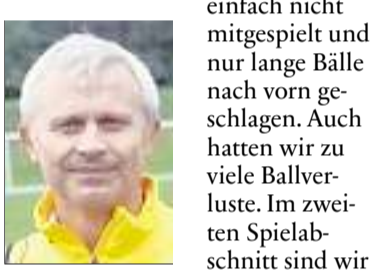 einfach nicht
mitgespielt und
nur lange Bälle
nach vorn ge-
schlagen. Auch
hatten wir zu
viele Ballver-
luste. Im zwei-
ten Spielab-
schnitt sind wir